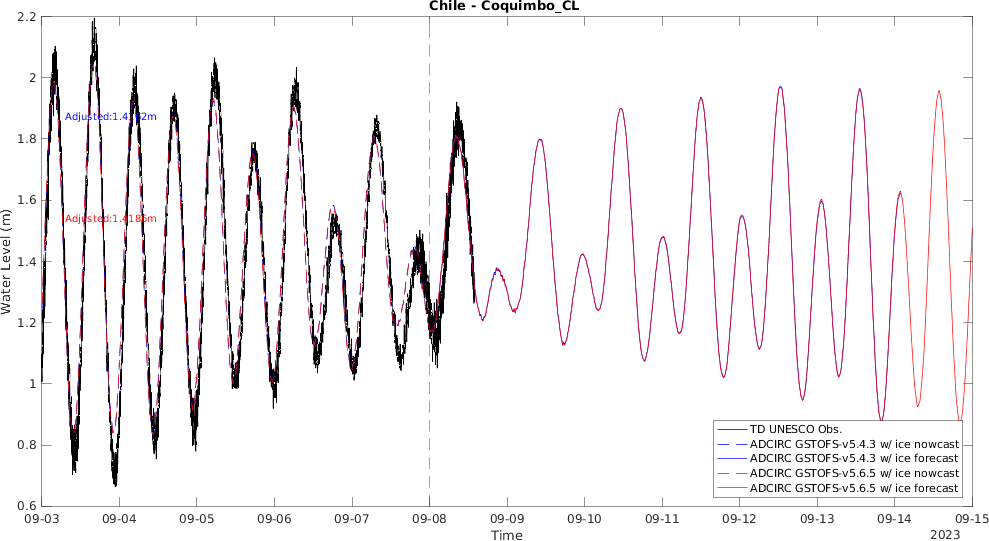 Chile - Coquimbo_CL
Water Level (m)
2.2
2
1.8
1.6
1.4
1.2
1
0.8
0.6
Adjusted:1.4182m
Adjusted:1.4186m
TD UNESCO Obs.
ADCIRC GSTOFS-v5.4.3 w/ ice nowcast
ADCIRC GSTOFS-v5.4.3 w/ ice forecast
ADCIRC GSTOFS-v5.6.5 w/ ice nowcast
ADCIRC GSTOFS-v5.6.5 w/ ice forecast
09-03 09-04 09-05 09-06 09-07 09-08 09-09 09-10 09-11 09-12 09-13 09-14 09-15
Time
2023